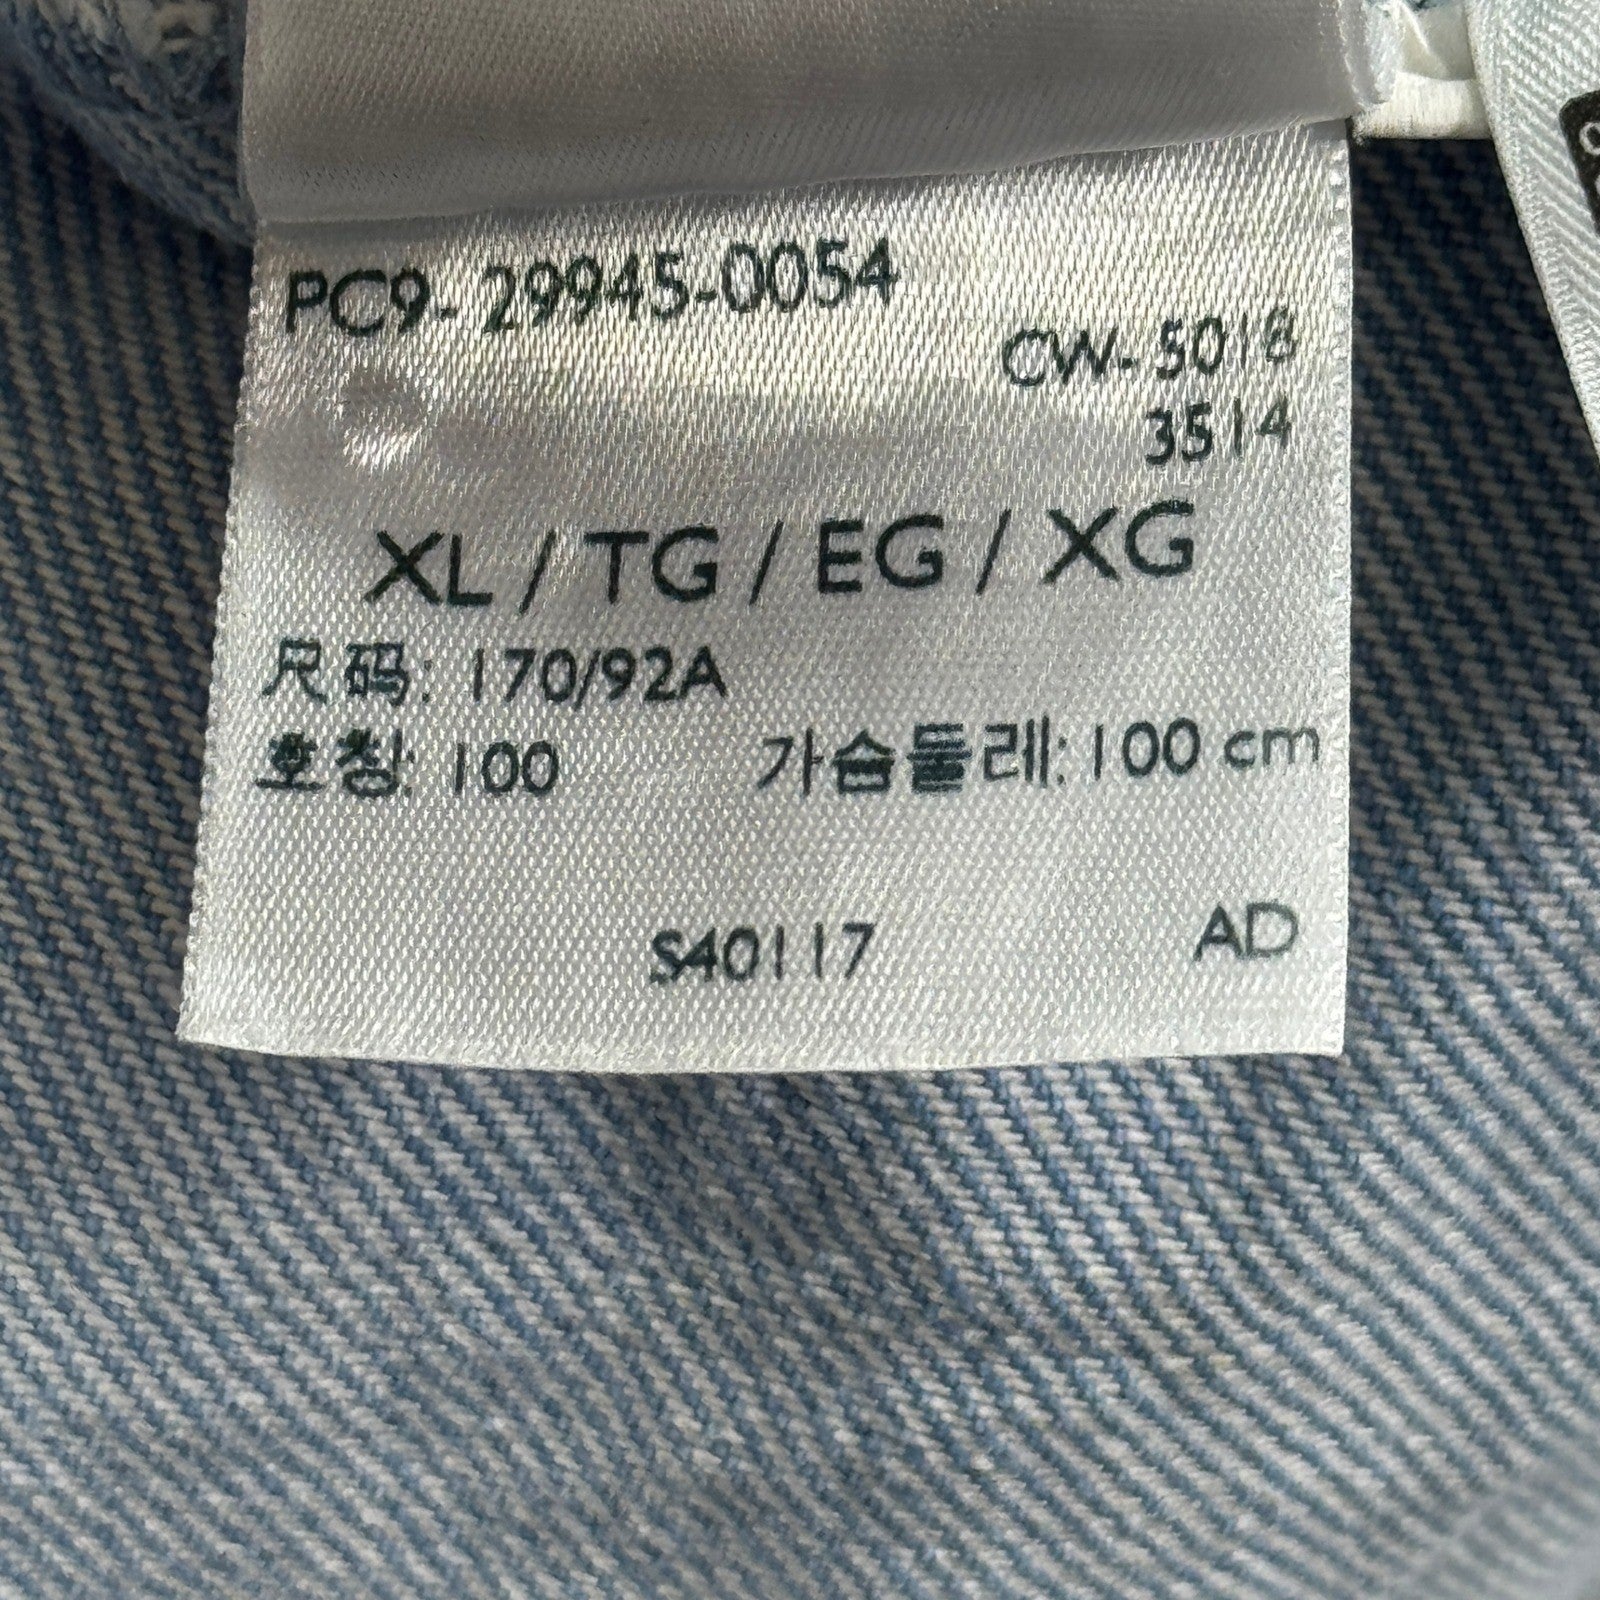 PC9- 29945-0054
CW- 5018
3514
XL / TG / EG / XG
尺码: 170/92A
호칭: 100 가슴둘레: 100 cm
S40117 AD